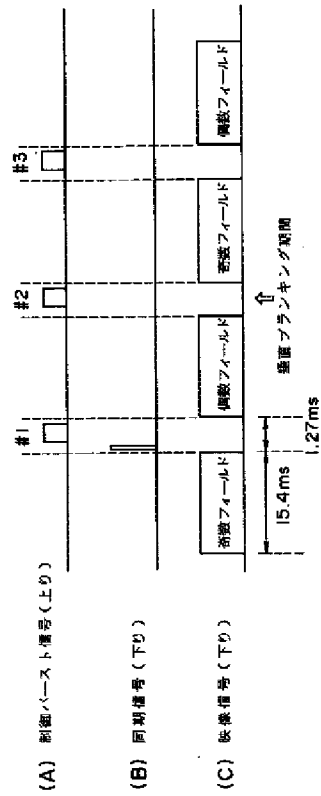 #1 #2 #3
(A) 制御バースト信号(上り)
(B) 同期信号(下り)
(C) 映像信号(下り)
奇数フィールド 偶数フィールド 奇数フィールド 偶数フィールド
15.4ms
1.27ms
垂直ブランキング期間